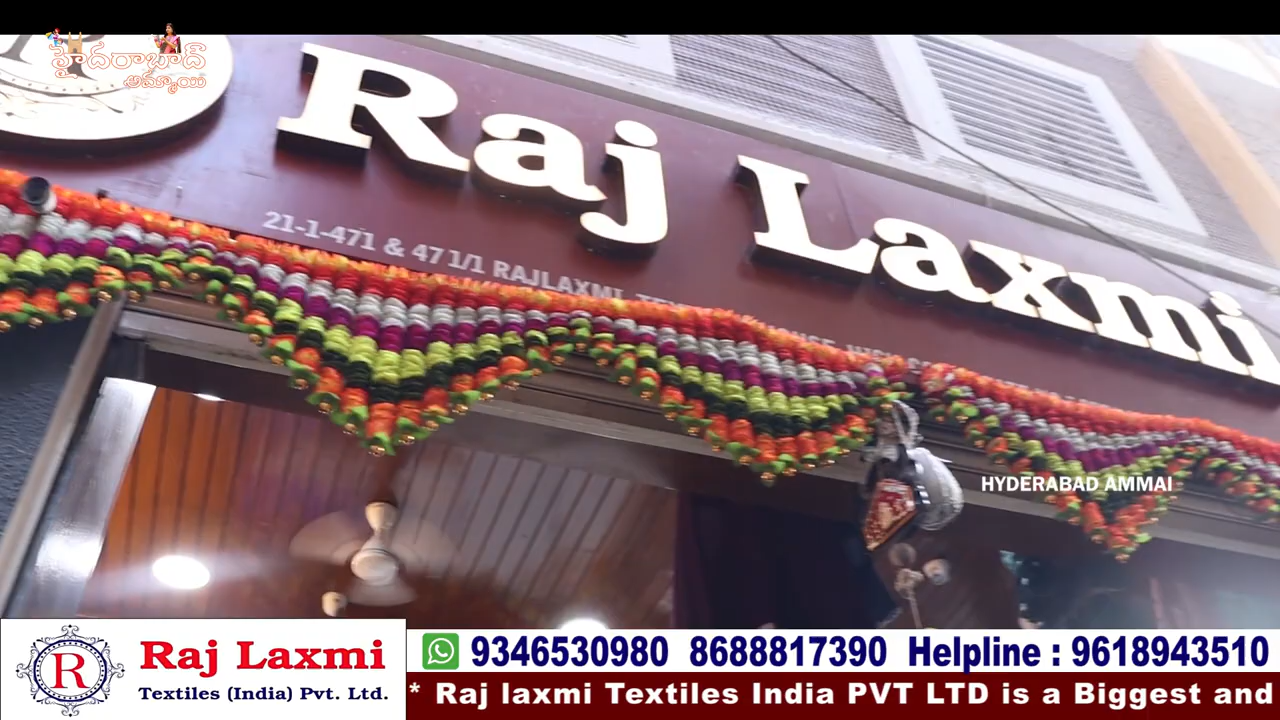 హైదరాబాద్
అమ్మాయి
Raj Laxmi
21-1-471 & 471/1 RAJLAXMI
HYDERABAD AMMAI
R
Raj Laxmi
Textiles (India) Pvt. Ltd.
9346530980 8688817390 Helpline : 9618943510
* Raj laxmi Textiles India PVT LTD is a Biggest and